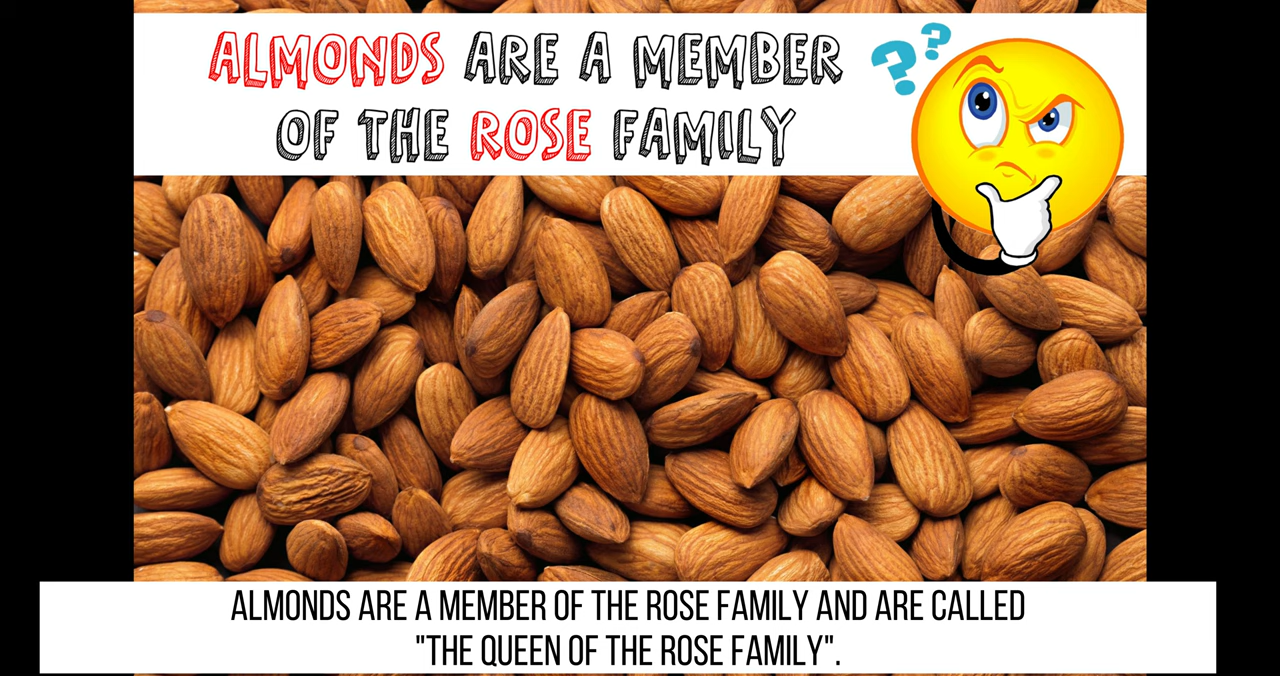 ALMONDS ARE A MEMBER
OF THE ROSE FAMILY
??
ALMONDS ARE A MEMBER OF THE ROSE FAMILY AND ARE CALLED
"THE QUEEN OF THE ROSE FAMILY".